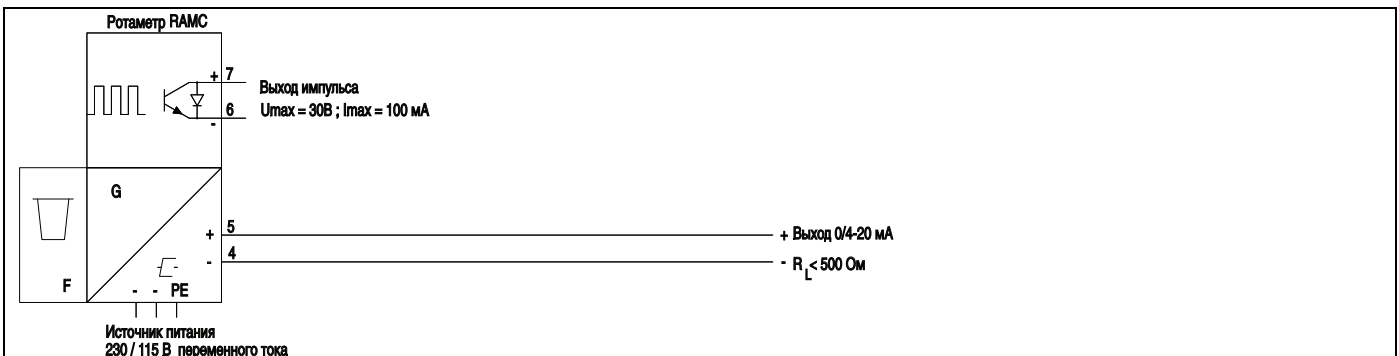 Ротаметр RAMC
+ 7
Выход импульса
6
Umax = 30В ; Imax = 100 мА
-
G
+ 5
+ Выход 0/4-20 мА
- 4
- RL< 500 Ом
F
- - PE
Источник питания
230 / 115 В переменного тока